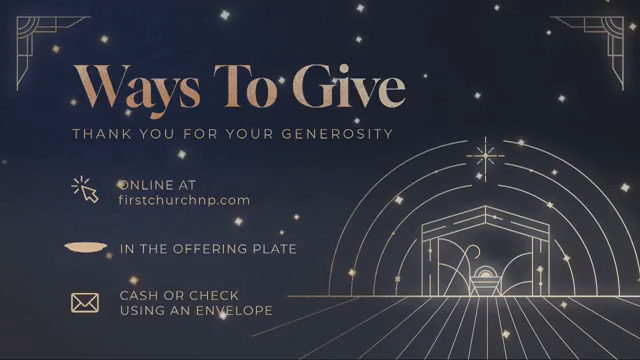 Ways To Give
THANK YOU FOR YOUR GENEROSITY
ONLINE AT
firstchurchnp.com
IN THE OFFERING PLATE
CASH OR CHECK
USING AN ENVELOPE